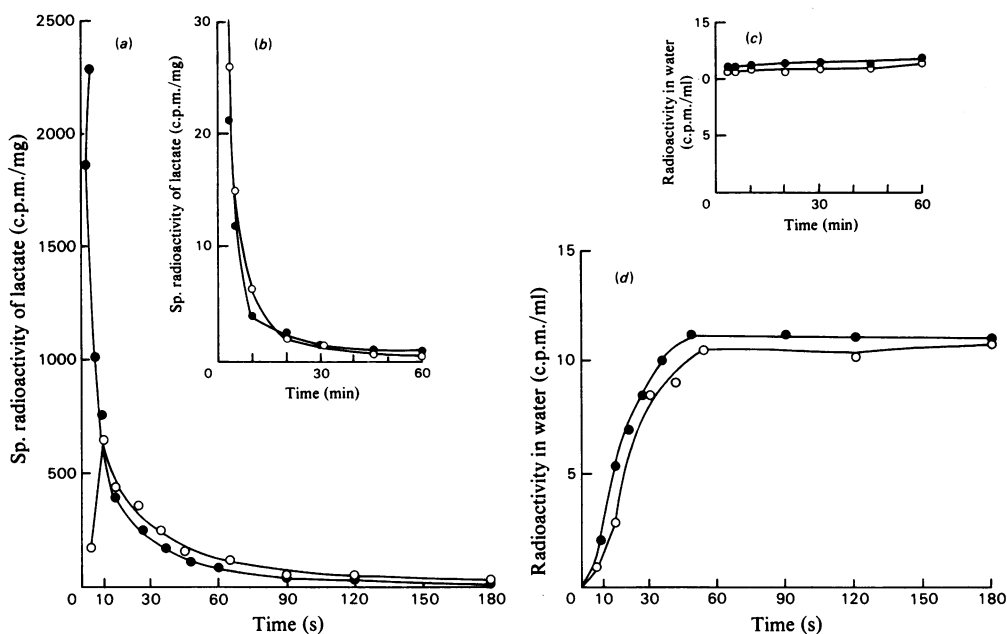 (a)
Sp. radioactivity of lactate (c.p.m./mg)
2500
2000
1500
1000
500
0 10 30 60 90 120 150 180
Time (s)
(b)
Sp. radioactivity of lactate (c.p.m./mg)
30
20
10
0 30 60
Time (min)
(c)
Radioactivity in water
(c.p.m./ml)
15
0
5
0 30 60
Time (min)
(d)
Radioactivity in water (c.p.m./ml)
15
10
5
0 10 30 60 90 120 150 180
Time (s)